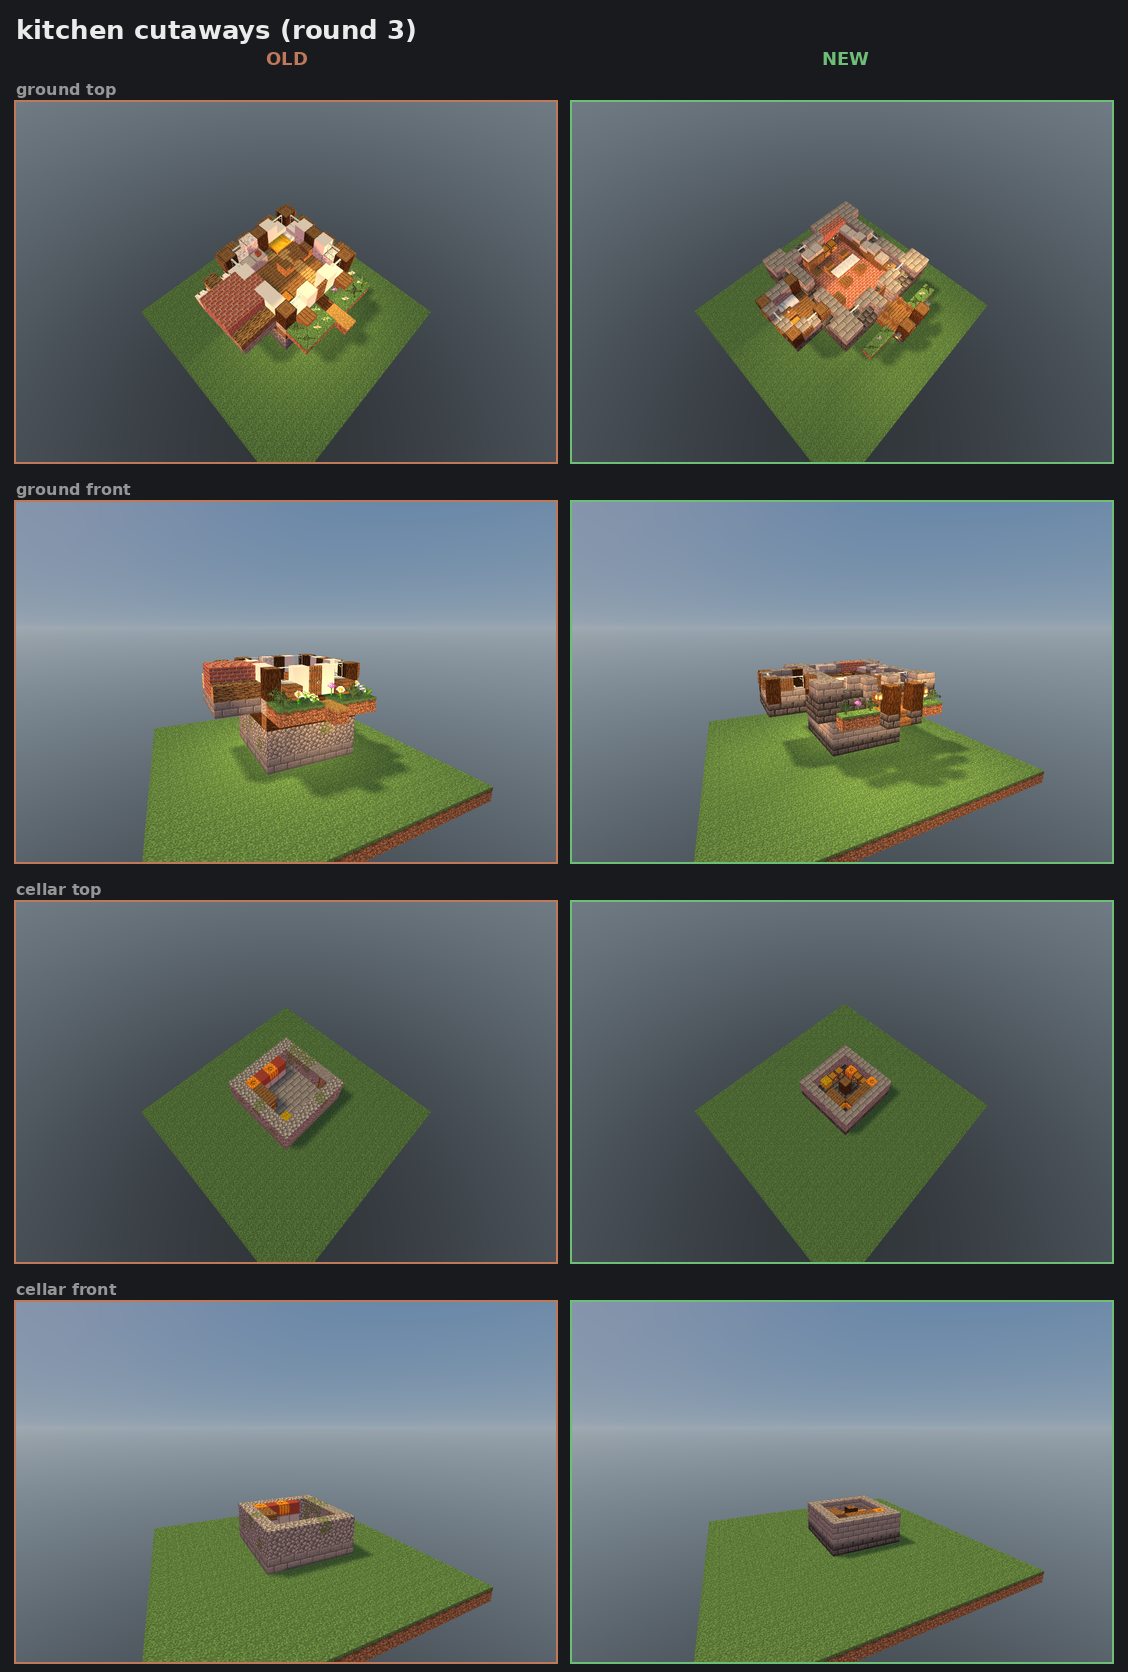 kitchen cutaways (round 3)
OLD
NEW
ground top
ground front
cellar top
cellar front